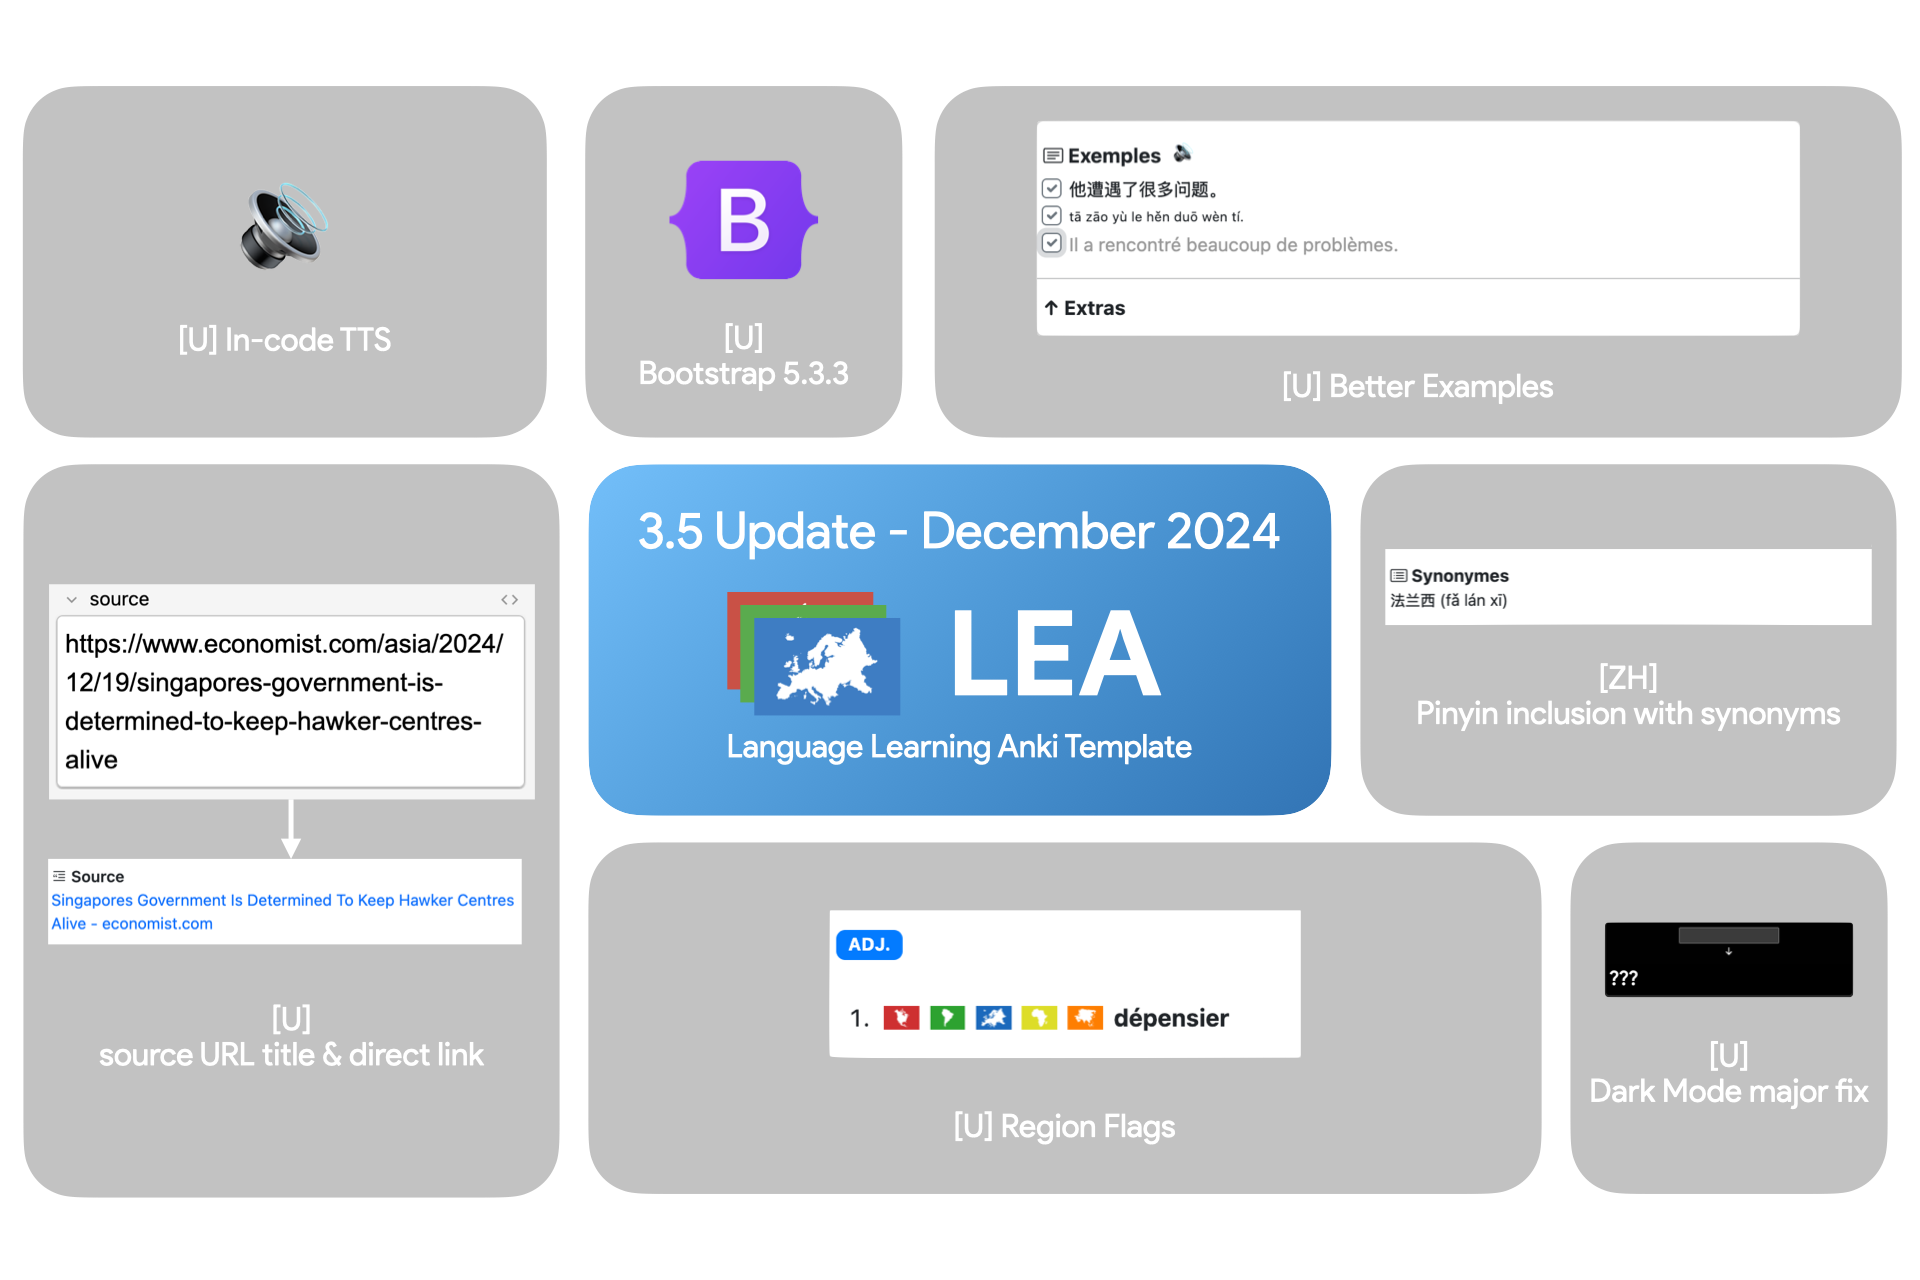 [U] In-code TTS
B
[U]
Bootstrap 5.3.3
Exemples
他遭遇了很多问题。
tā zāo yù le hěn duō wèn tí.
Il a rencontré beaucoup de problèmes.
↑ Extras
[U] Better Examples
source
https://www.economist.com/asia/2024/
12/19/singapores-government-is-
determined-to-keep-hawker-centres-
alive
Source
Singapores Government Is Determined To Keep Hawker Centres
Alive - economist.com
[U]
source URL title & direct link
3.5 Update - December 2024
LEA
Language Learning Anki Template
Synonymes
法兰西 (fǎ lán xī)
[ZH]
Pinyin inclusion with synonyms
ADJ.
1. dépensier
[U] Region Flags
???
[U]
Dark Mode major fix